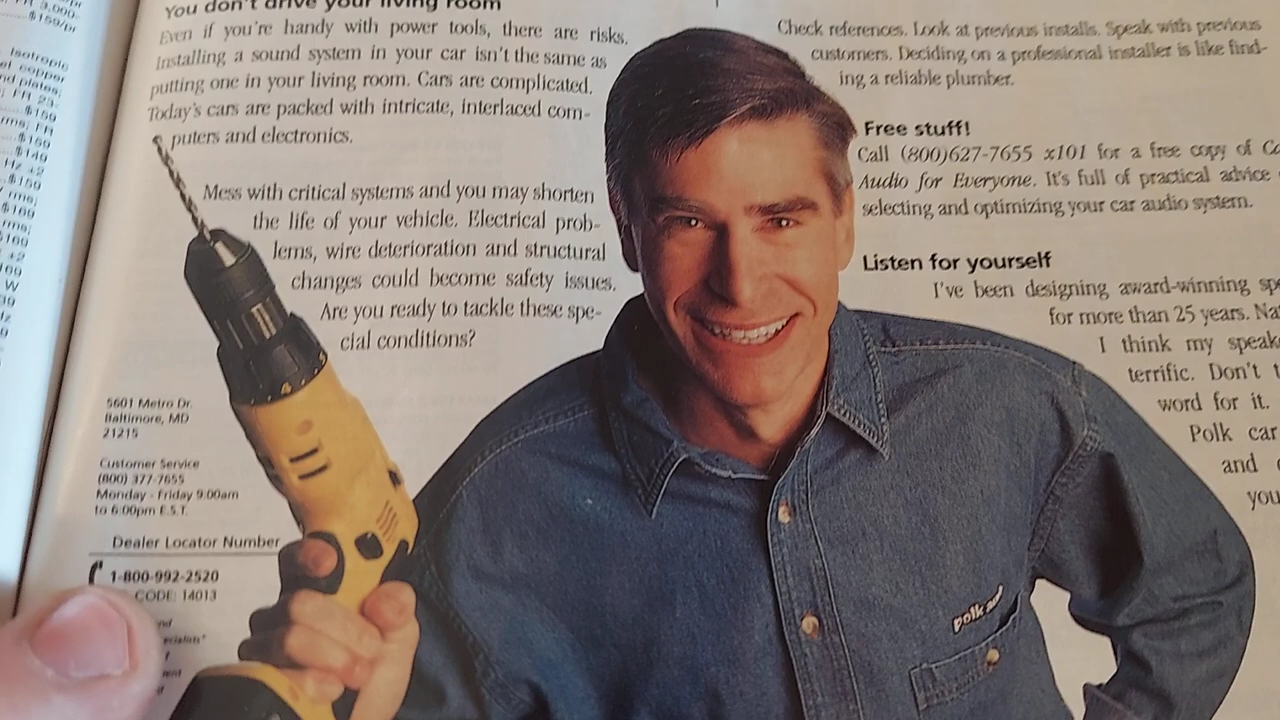 You don't drive your living room
Even if you're handy with power tools, there are risks.
Installing a sound system in your car isn't the same as
putting one in your living room. Cars are complicated.
Today's cars are packed with intricate, interlaced com-
puters and electronics.
Mess with critical systems and you may shorten
the life of your vehicle. Electrical prob-
lems, wire deterioration and structural
changes could become safety issues.
Are you ready to tackle these spe-
cial conditions?
5601 Metro Dr.
Baltimore, MD
21215
Customer Service
(800) 377-7655
Monday - Friday 9:00am
to 6:00pm E.S.T.
Dealer Locator Number
1-800-992-2520
CODE: 14013
Check references. Look at previous installs. Speak with previous
customers. Deciding on a professional installer is like find-
ing a reliable plumber.
Free stuff!
Call (800)627-7655 x101 for a free copy of
Audio for Everyone. It's full of practical advice
selecting and optimizing your car audio system.
Listen for yourself
I've been designing award-winning
for more than 25 years.
I think my
terrific. Don't
word for it.
Polk car
and
you
polk